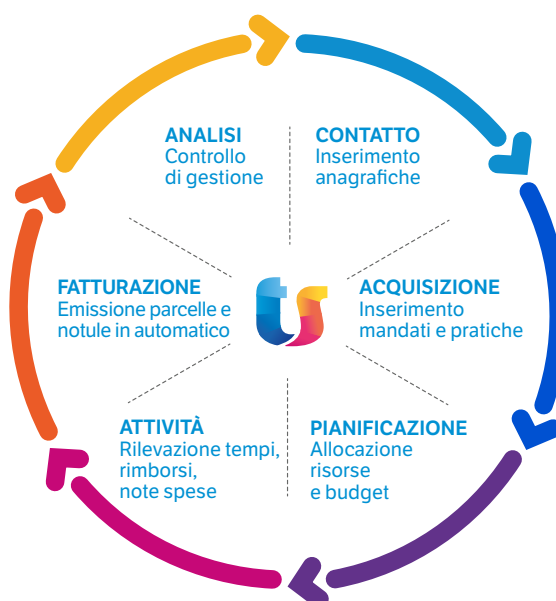 ANALISI
Controllo
di gestione
CONTATTO
Inserimento
anagrafiche
FATTURAZIONE
Emissione parcelle e
notule in automatico
ts
ACQUISIZIONE
Inserimento
mandati e pratiche
ATTIVITÀ
Rilevazione tempi,
rimborsi,
note spese
PIANIFICAZIONE
Allocazione
risorse
e budget